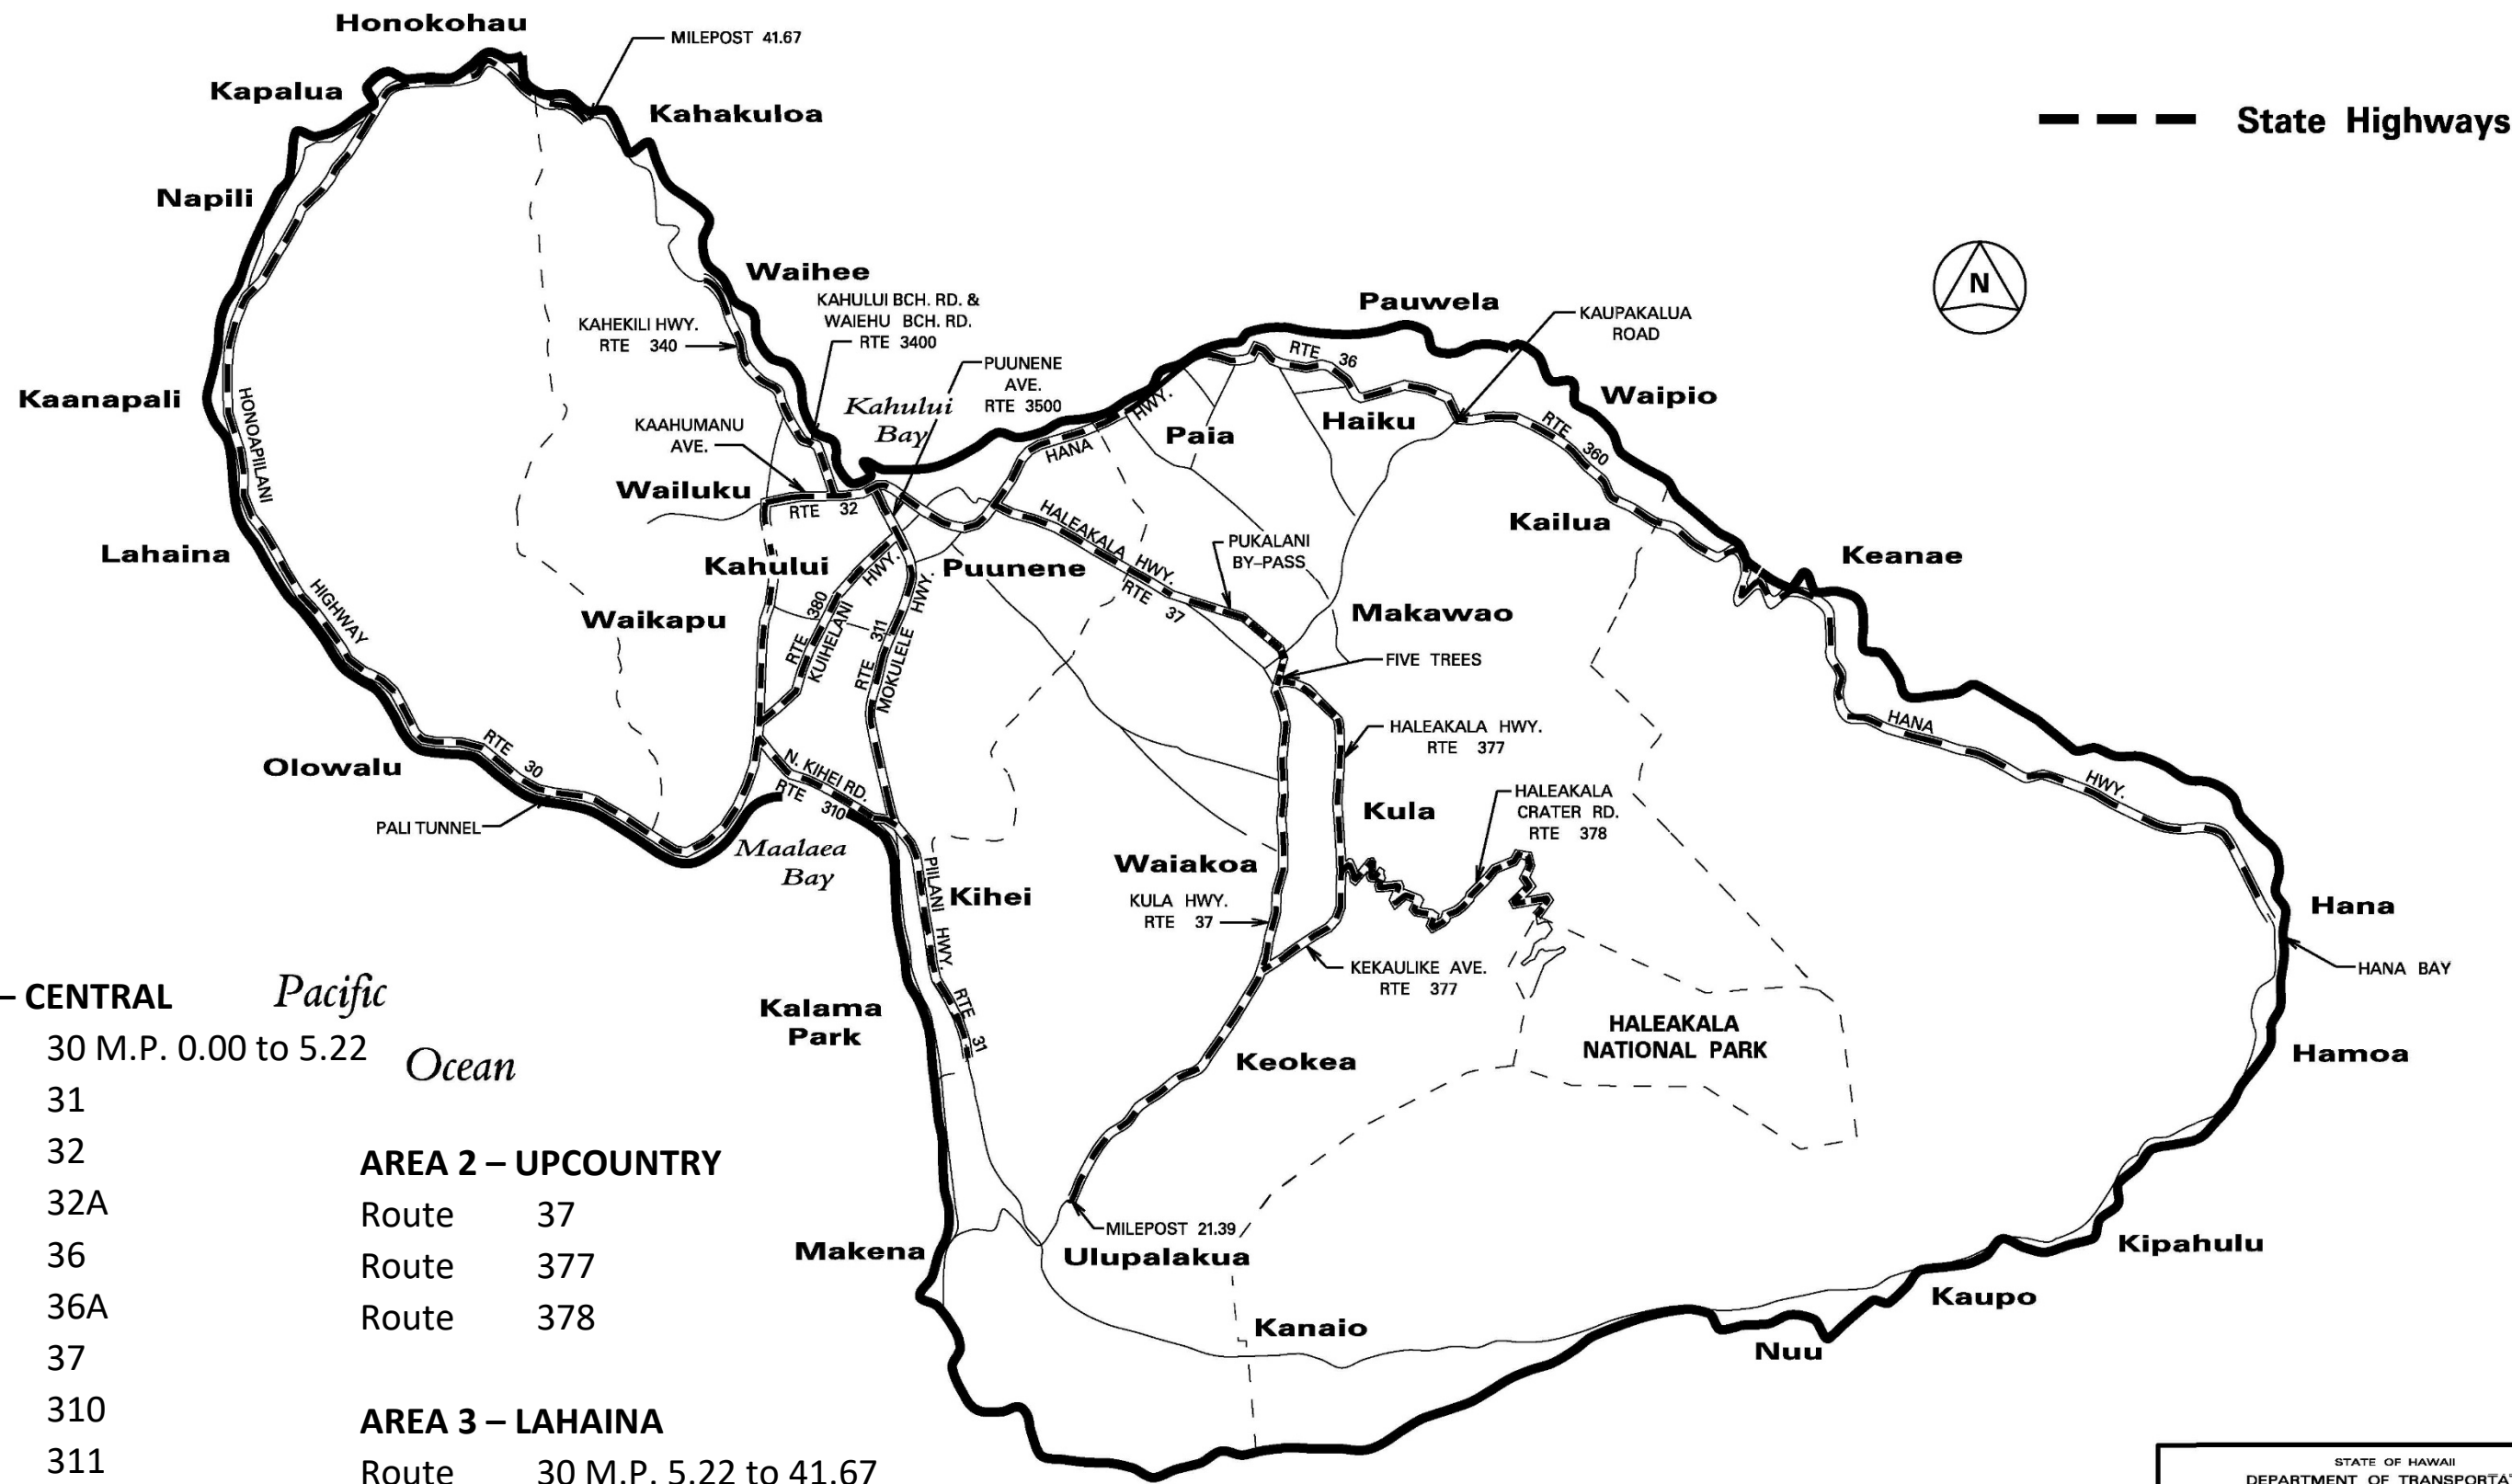 Honokohau
MILEPOST 41.67
Kapalua
Kahakuloa
State Highways
Napili
Waihee
KAHULUI BCH. RD. &
WAIEHU BCH. RD.
RTE 3400
KAHEKILI HWY.
RTE 340
PUUNENE
AVE.
RTE 3500
Pauwela
KAUPAKALUA
ROAD
N
RTE 36
Kaanapali
HONOAPIILANI
HIGHWAY
KAAHUMANU
AVE.
Kahului
Bay
HANA
HWY.
Paia
Haiku
Waipio
RTE 360
Wailuku
RTE 32
Lahaina
Kahului
Puunene
HALEAKALA HWY.
RTE 37
PUKALANI
BY-PASS
Kailua
Keanae
Waikapu
RTE 380
KUIHELANI
HWY.
RTE 311
MOKULELE HWY.
Makawao
FIVE TREES
HANA
HWY.
Olowalu
RTE 30
PALI TUNNEL
N. KIHEI RD.
RTE 310
HALEAKALA HWY.
RTE 377
Maalaea
Bay
Kula
HALEAKALA
CRATER RD.
RTE 378
Waiakoa
KULA HWY.
RTE 37
Kihei
PIILANI HWY.
RTE 31
Hana
HANA BAY
KEKAULIKE AVE.
RTE 377
Kalama
Park
HALEAKALA
NATIONAL PARK
Keokea
Hamoa
Pacific
Ocean
MILEPOST 21.39
Makena
Ulupalakua
Kipahulu
Kaupo
Kanaio
Nuu
– CENTRAL
30 M.P. 0.00 to 5.22
31
32
32A
36
36A
37
310
311
AREA 2 – UPCOUNTRY
Route 37
Route 377
Route 378
AREA 3 – LAHAINA
Route 30 M.P. 5.22 to 41.67
STATE OF HAWAII
DEPARTMENT OF TRANSPORTAT